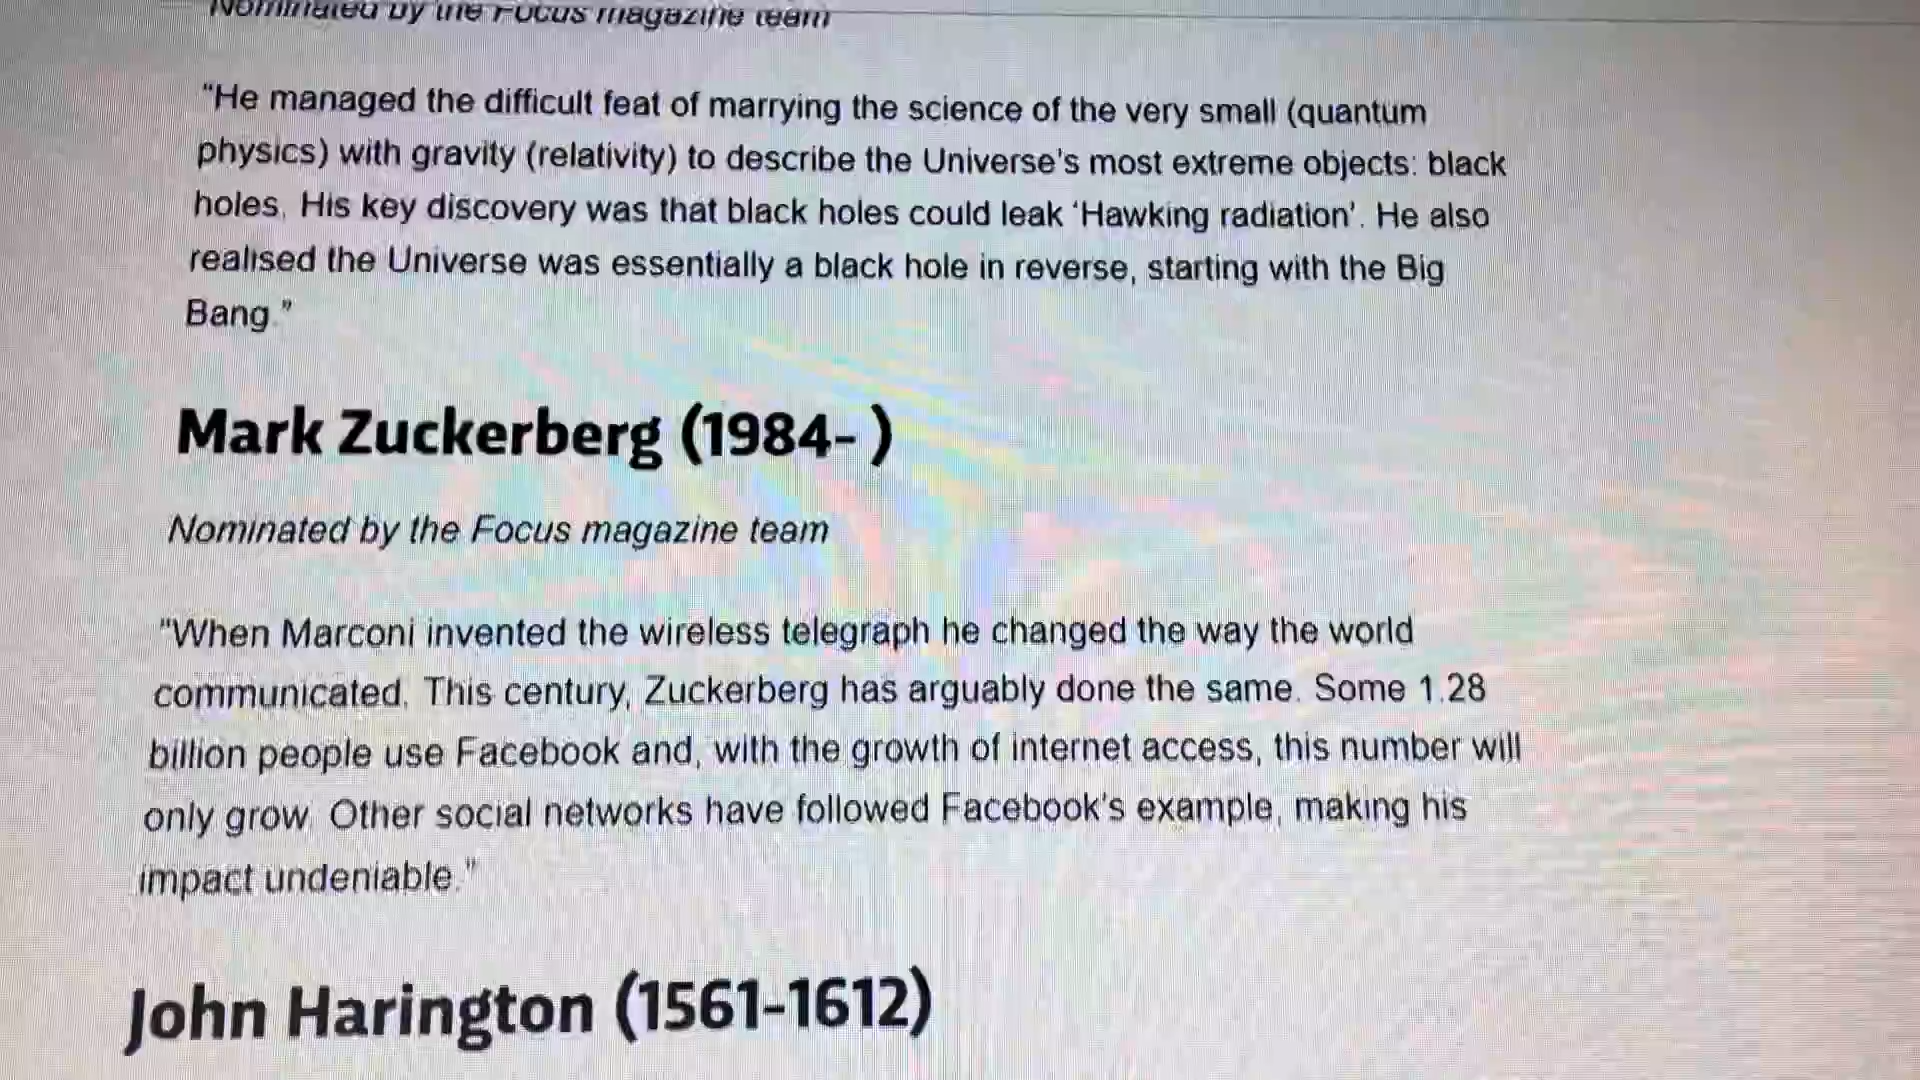 Nominated by the Focus magazine team
“He managed the difficult feat of marrying the science of the very small (quantum
physics) with gravity (relativity) to describe the Universe's most extreme objects: black
holes. His key discovery was that black holes could leak ‘Hawking radiation’. He also
realised the Universe was essentially a black hole in reverse, starting with the Big
Bang.”
Mark Zuckerberg (1984- )
Nominated by the Focus magazine team
"When Marconi invented the wireless telegraph he changed the way the world
communicated. This century, Zuckerberg has arguably done the same. Some 1.28
billion people use Facebook and, with the growth of internet access, this number will
only grow. Other social networks have followed Facebook's example, making his
impact undeniable."
John Harington (1561-1612)